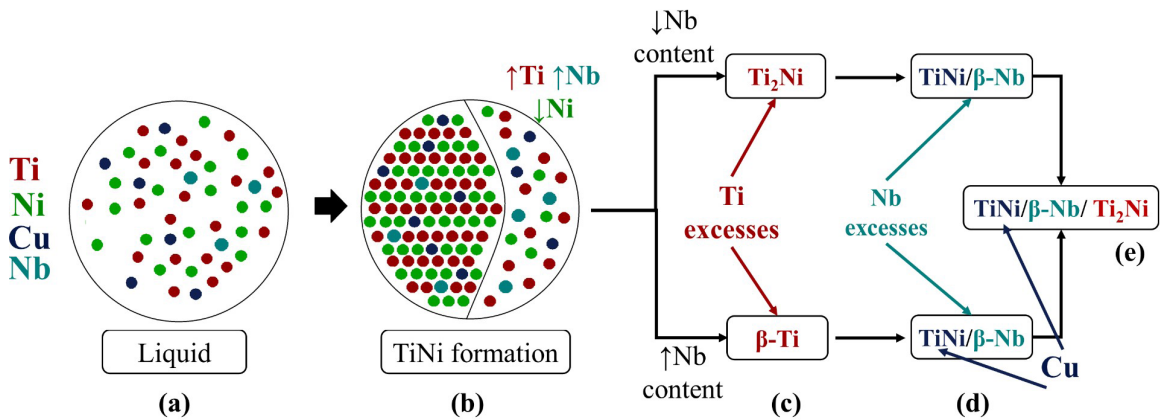 Ti
Ni
Cu
Nb
Liquid
(a)
↑Ti ↑Nb
↓Ni
TiNi formation
(b)
↓Nb
content
↑Nb
content
Ti₂Ni
Ti
excesses
β-Ti
(c)
TiNi/β-Nb
Nb
excesses
TiNi/β-Nb
(d)
TiNi/β-Nb/ Ti₂Ni
(e)
Cu